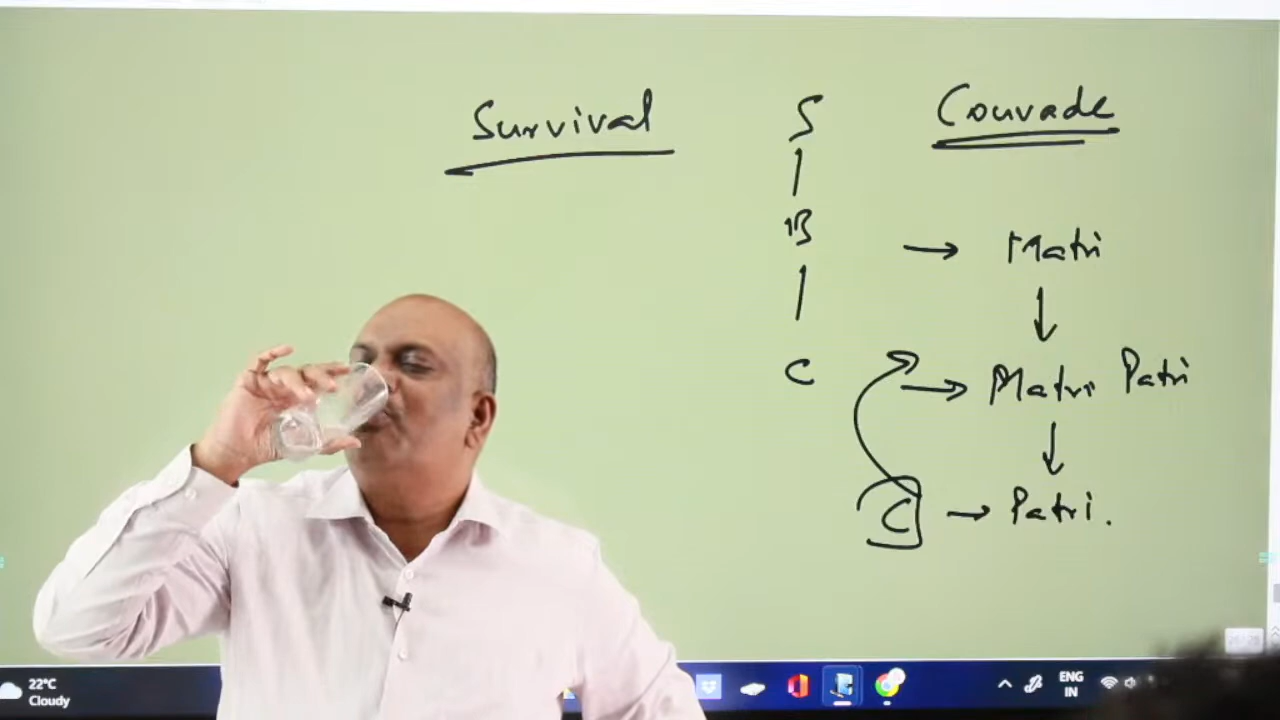 Survival
S
Couvade
B
→ Matri
↓
C
→ Matri Patri
↓
C → Patri.
22°C
Cloudy
ENG
IN